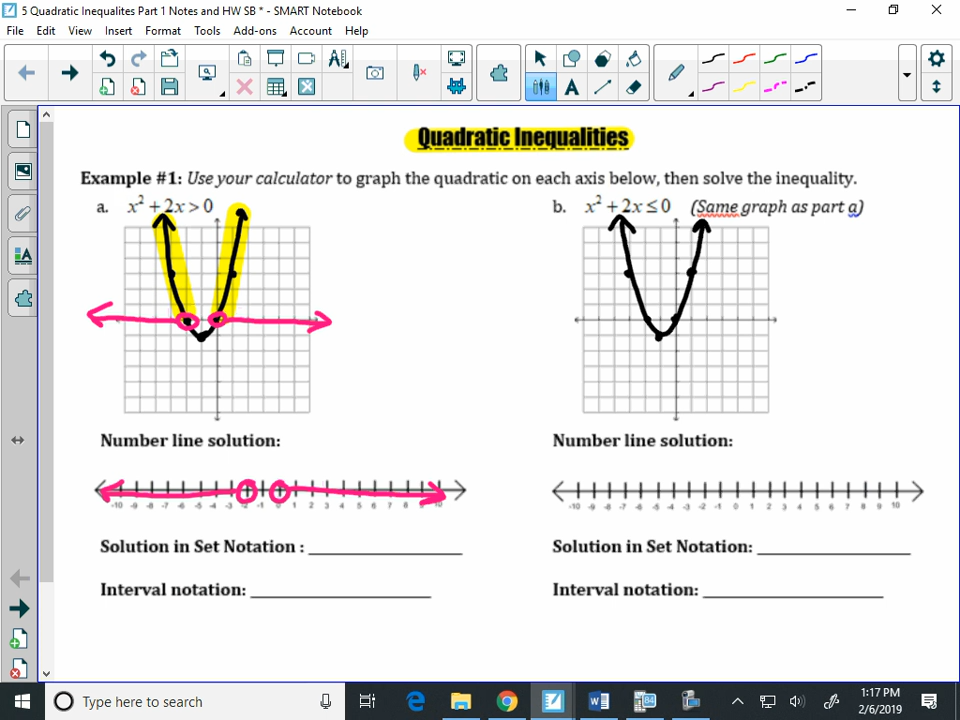 5 Quadratic Inequalites Part 1 Notes and HW SB * - SMART Notebook
File Edit View Insert Format Tools Add-ons Account Help
Quadratic Inequalities
Example #1: Use your calculator to graph the quadratic on each axis below, then solve the inequality.
a. x² + 2x > 0
b. x² + 2x ≤ 0 (Same graph as part a)
Number line solution:
Number line solution:
-10 -9 -8 -7 -6 -5 -4 -3 -2 -1 0 1 2 3 4 5 6 7 8 9 10
-10 -9 -8 -7 -6 -5 -4 -3 -2 -1 0 1 2 3 4 5 6 7 8 9 10
Solution in Set Notation : ________________
Solution in Set Notation: ________________
Interval notation: ___________________
Interval notation: ___________________
Type here to search
1:17 PM
2/6/2019